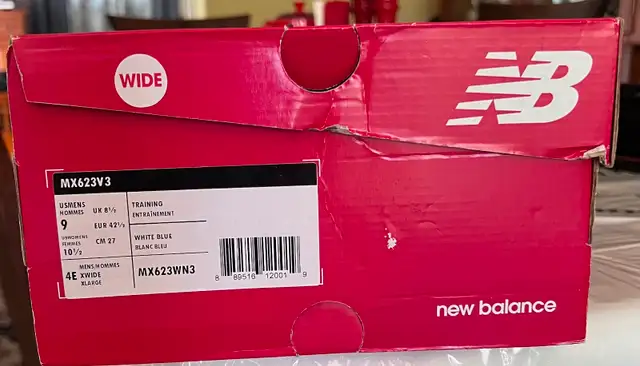 WIDE
NB
MX623V3
USMENS
HOMMES
9
UK 8½
EUR 42½
USWOMENS
FEMMES
10½
CM 27
TRAINING
ENTRAÎNEMENT
WHITE BLUE
BLANC BLEU
4E
MENS/HOMMES
XWIDE
XLARGE
MX623WN3
8 89516 12001 9
new balance